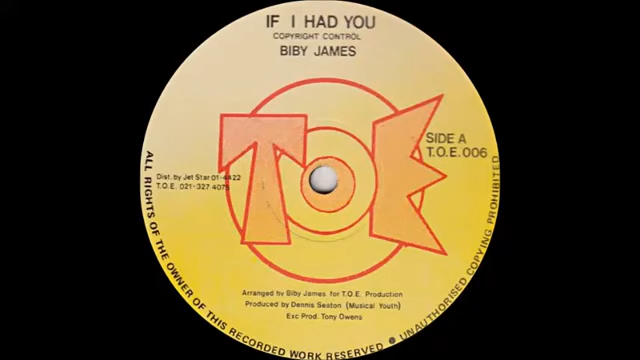 IF I HAD YOU
COPYRIGHT CONTROL
BIBY JAMES
TOE
SIDE A
T.O.E. 006
Dist. by Jet Star 01-4422
T.O.E. 021-327 4075
Arranged by Biby James for T.O.E. Production
Produced by Dennis Seaton (Musical Youth)
Exc Prod. Tony Owens
ALL RIGHTS OF THE OWNER OF THIS RECORDED WORK RESERVED ® UNAUTHORISED COPYING PROHIBITED